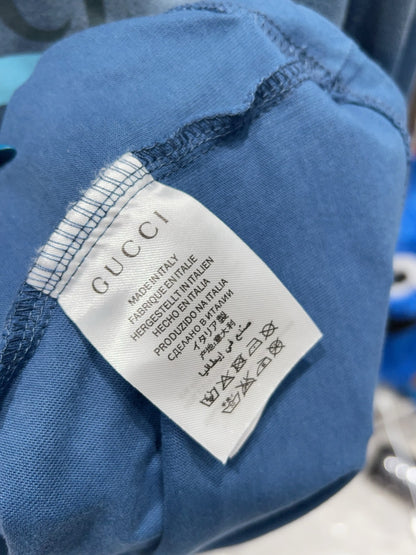 GUCCI
MADE IN ITALY
FABRIQUE EN ITALIE
HERGESTELLT IN ITALIEN
HECHO EN ITALIA
PRODUZIDO NA ITALIA
СДЕЛАНО В ИТАЛИИ
イタリア製
产地:意大利
صنع في إيطاليا